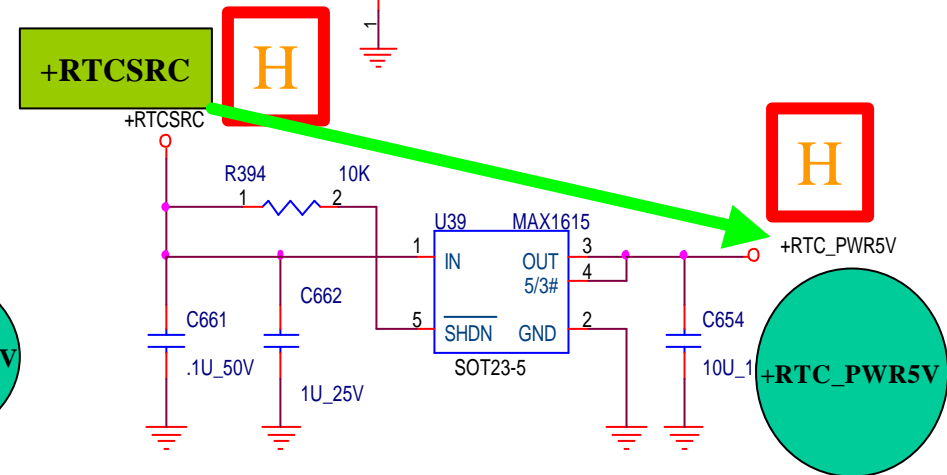 1
+RTCSRC
H
+RTCSRC
H
R394
10K
1
2
U39
MAX1615
+RTC_PWR5V
1
IN
OUT
3
5/3#
4
C661
C662
5
SHDN
GND
2
C654
.1U_50V
SOT23-5
10U_1
+RTC_PWR5V
1U_25V
V